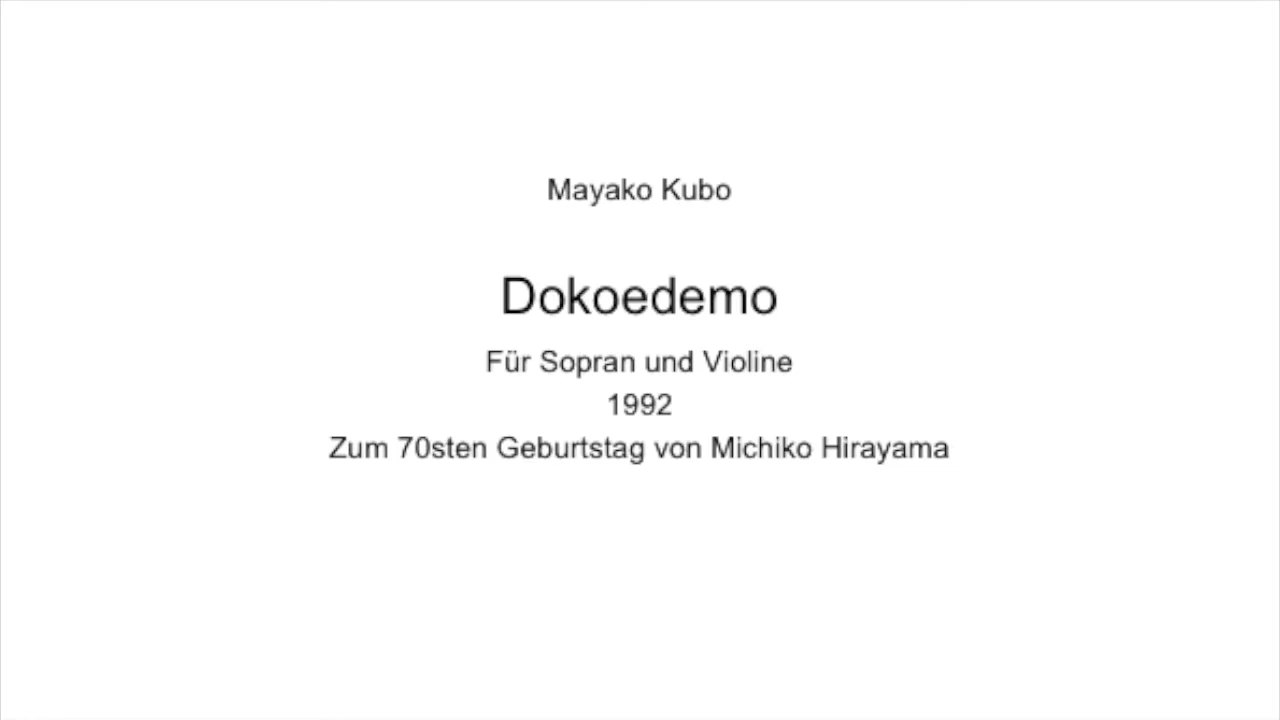 Mayako Kubo
Dokoedemo
Für Sopran und Violine
1992
Zum 70sten Geburtstag von Michiko Hirayama